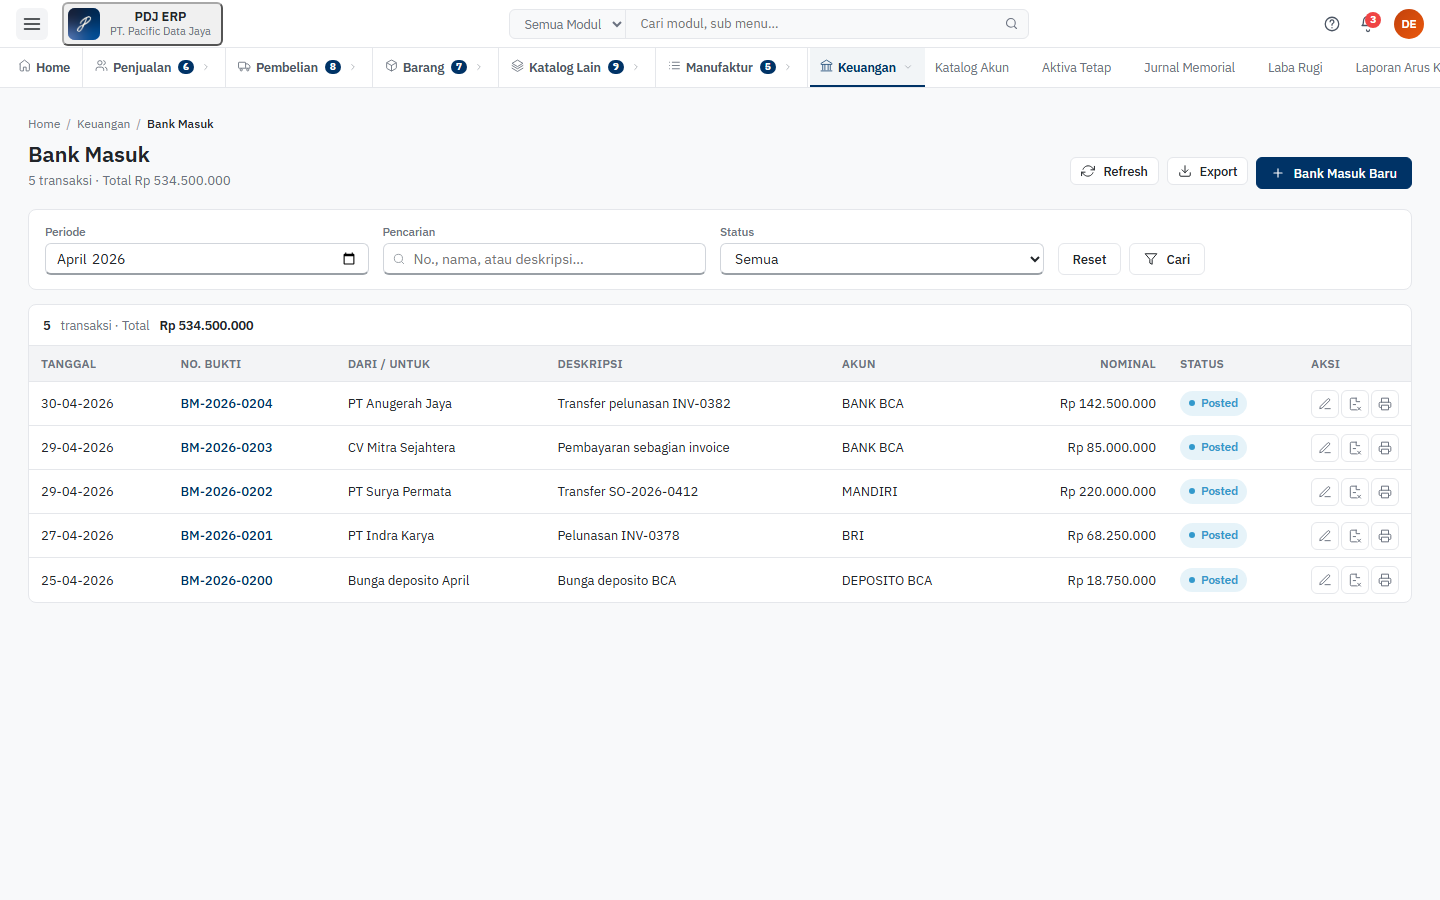 PDJ ERP
PT. Pacific Data Jaya
Semua Modul
Cari modul, sub menu...
3
DE
Home
Penjualan 6
Pembelian 8
Barang 7
Katalog Lain 9
Manufaktur 5
Keuangan
Katalog Akun
Aktiva Tetap
Jurnal Memorial
Laba Rugi
Laporan Arus K
Home / Keuangan / Bank Masuk
Bank Masuk
5 transaksi · Total Rp 534.500.000
Refresh
Export
Bank Masuk Baru
Periode
April 2026
Pencarian
No., nama, atau deskripsi...
Status
Semua
Reset
Cari
5 transaksi · Total Rp 534.500.000
TANGGAL NO. BUKTI DARI / UNTUK DESKRIPSI AKUN NOMINAL STATUS AKSI
30-04-2026 BM-2026-0204 PT Anugerah Jaya Transfer pelunasan INV-0382 BANK BCA Rp 142.500.000 Posted
29-04-2026 BM-2026-0203 CV Mitra Sejahtera Pembayaran sebagian invoice BANK BCA Rp 85.000.000 Posted
29-04-2026 BM-2026-0202 PT Surya Permata Transfer SO-2026-0412 MANDIRI Rp 220.000.000 Posted
27-04-2026 BM-2026-0201 PT Indra Karya Pelunasan INV-0378 BRI Rp 68.250.000 Posted
25-04-2026 BM-2026-0200 Bunga deposito April Bunga deposito BCA DEPOSITO BCA Rp 18.750.000 Posted